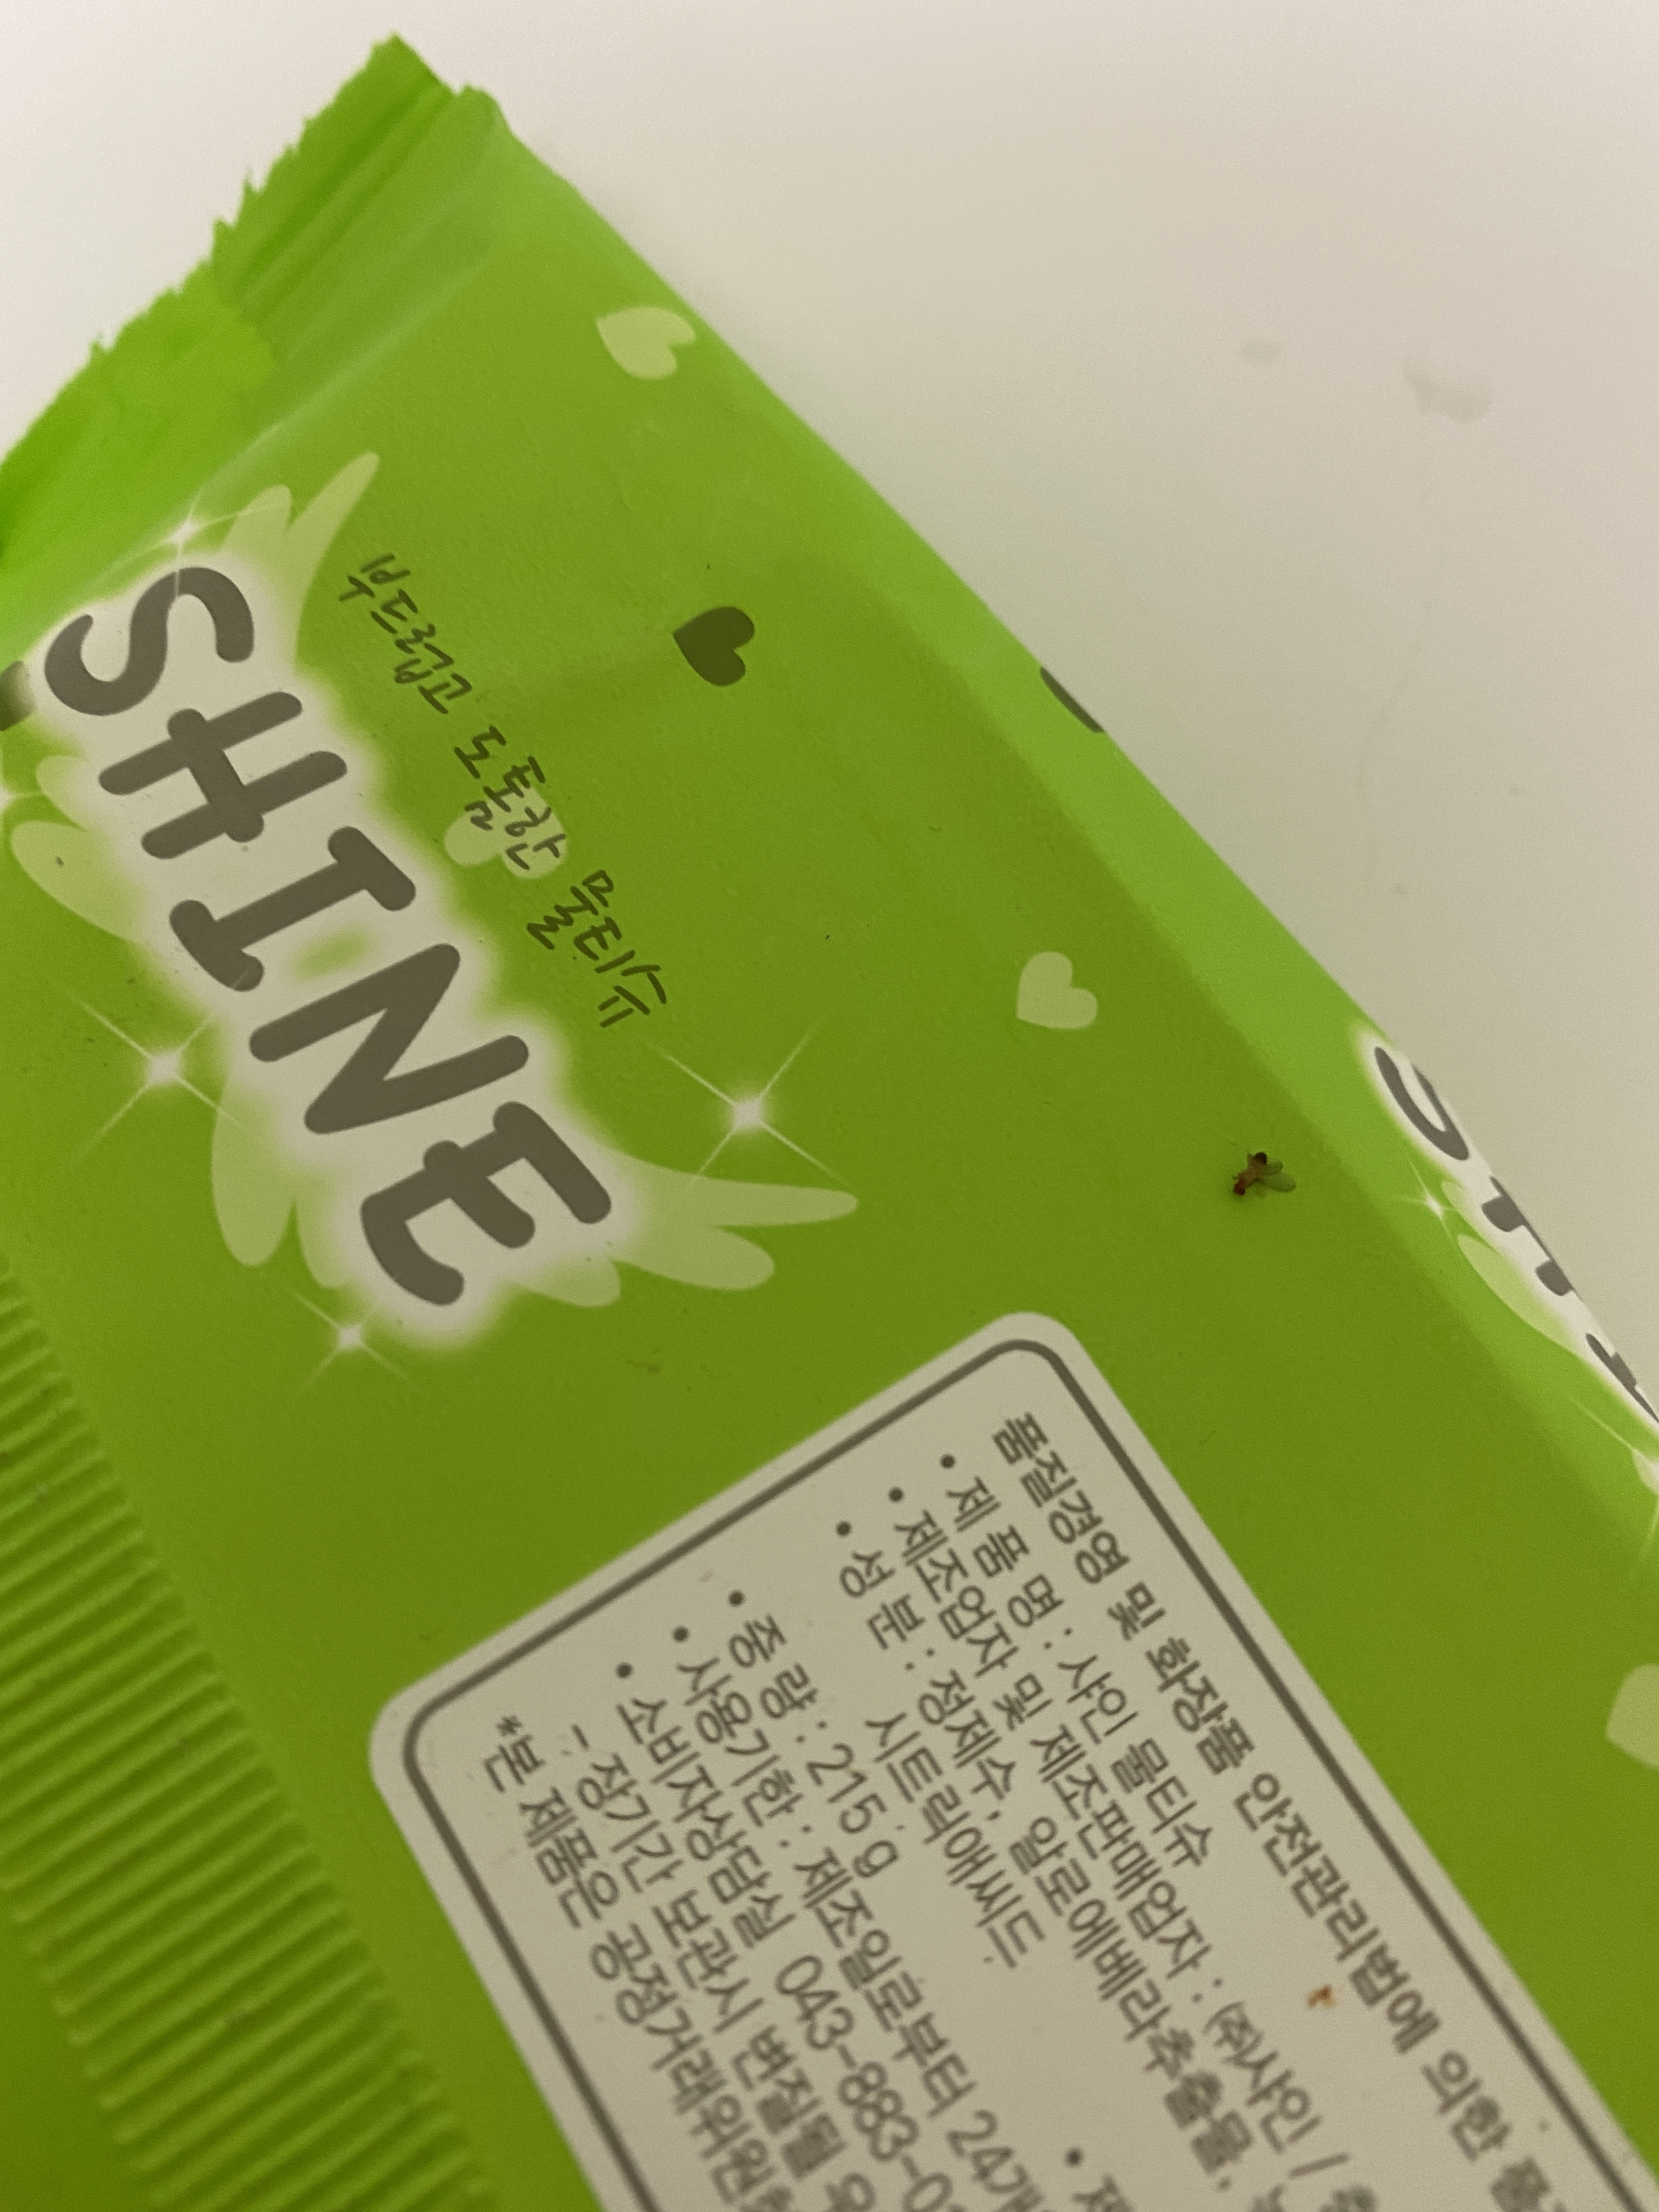 SHINE
부드럽고 도톰한 물티슈
품질경영 및 화장품 안전관리법에 의한 품
• 제 품 명 : 샤인 물티슈
• 제조업자 및 제조판매업자 : ㈜샤인 /
• 성 분 : 정제수, 알로에베라추출물,
시트릭애씨드
• 중 량 : 215g
• 사용기한 : 제조일로부터 24개
• 소비자상담실 043-883-0
- 장기간 보관시 변질될 우
*본 제품은 공정거래위원회